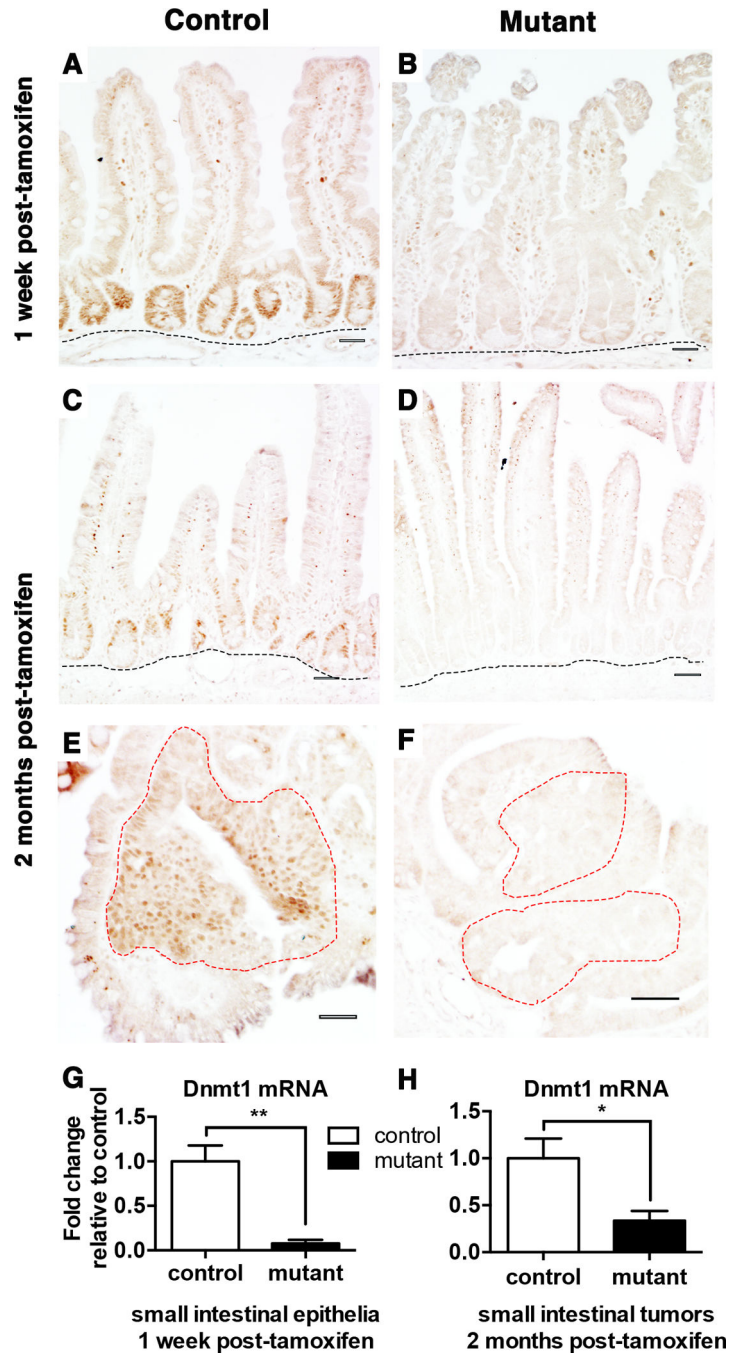 Control
Mutant
1 week post-tamoxifen
A
B
2 months post-tamoxifen
C
D
E
F
G
Dnmt1 mRNA
Fold change
relative to control
1.5
1.0
0.5
0.0
**
control
mutant
control
mutant
small intestinal epithelia
1 week post-tamoxifen
H
Dnmt1 mRNA
1.5
1.0
0.5
0.0
*
control
mutant
small intestinal tumors
2 months post-tamoxifen